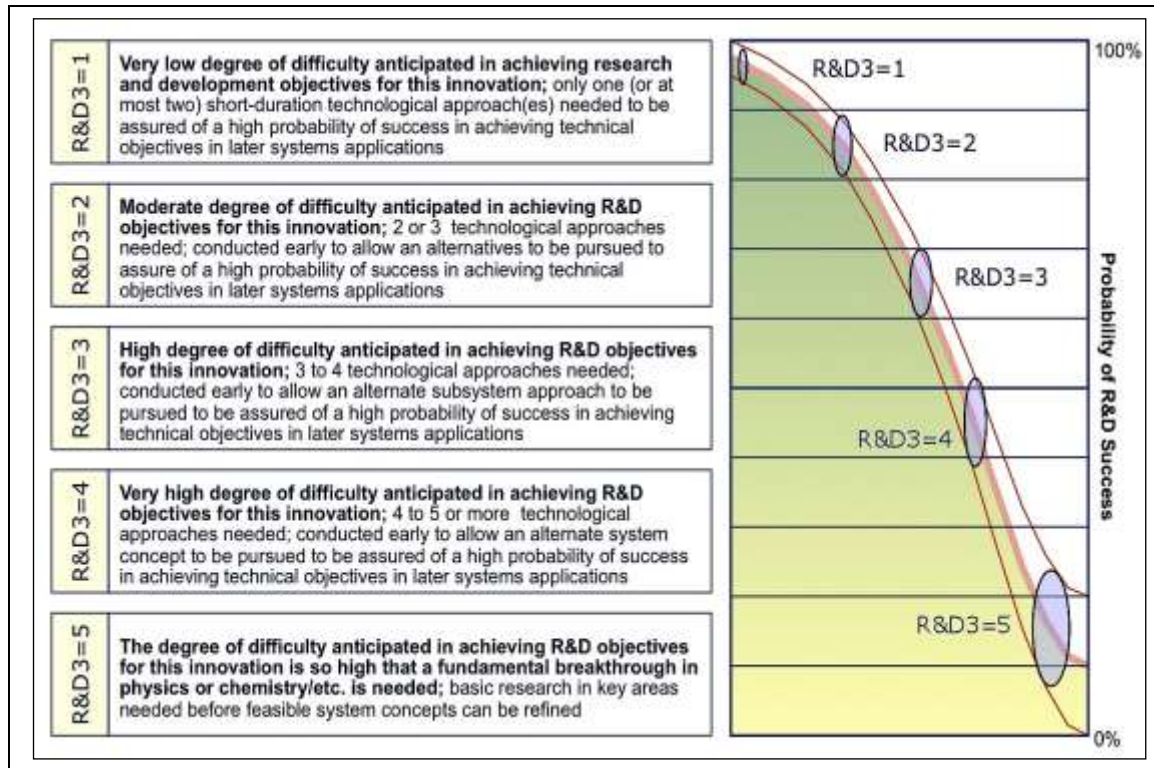 R&D3=1
Very low degree of difficulty anticipated in achieving research
and development objectives for this innovation; only one (or at
most two) short-duration technological approach(es) needed to be
assured of a high probability of success in achieving technical
objectives in later systems applications
R&D3=2
Moderate degree of difficulty anticipated in achieving R&D
objectives for this innovation; 2 or 3 technological approaches
needed; conducted early to allow an alternatives to be pursued to
assure of a high probability of success in achieving technical
objectives in later systems applications
R&D3=3
High degree of difficulty anticipated in achieving R&D objectives
for this innovation; 3 to 4 technological approaches needed;
conducted early to allow an alternate subsystem approach to be
pursued to be assured of a high probability of success in achieving
technical objectives in later systems applications
R&D3=4
Very high degree of difficulty anticipated in achieving R&D
objectives for this innovation; 4 to 5 or more technological
approaches needed; conducted early to allow an alternate system
concept to be pursued to be assured of a high probability of success
in achieving technical objectives in later systems applications
R&D3=5
The degree of difficulty anticipated in achieving R&D objectives
for this innovation is so high that a fundamental breakthrough in
physics or chemistry/etc. is needed; basic research in key areas
needed before feasible system concepts can be refined
100%
R&D3=1
R&D3=2
R&D3=3
R&D3=4
R&D3=5
Probability of R&D Success
0%